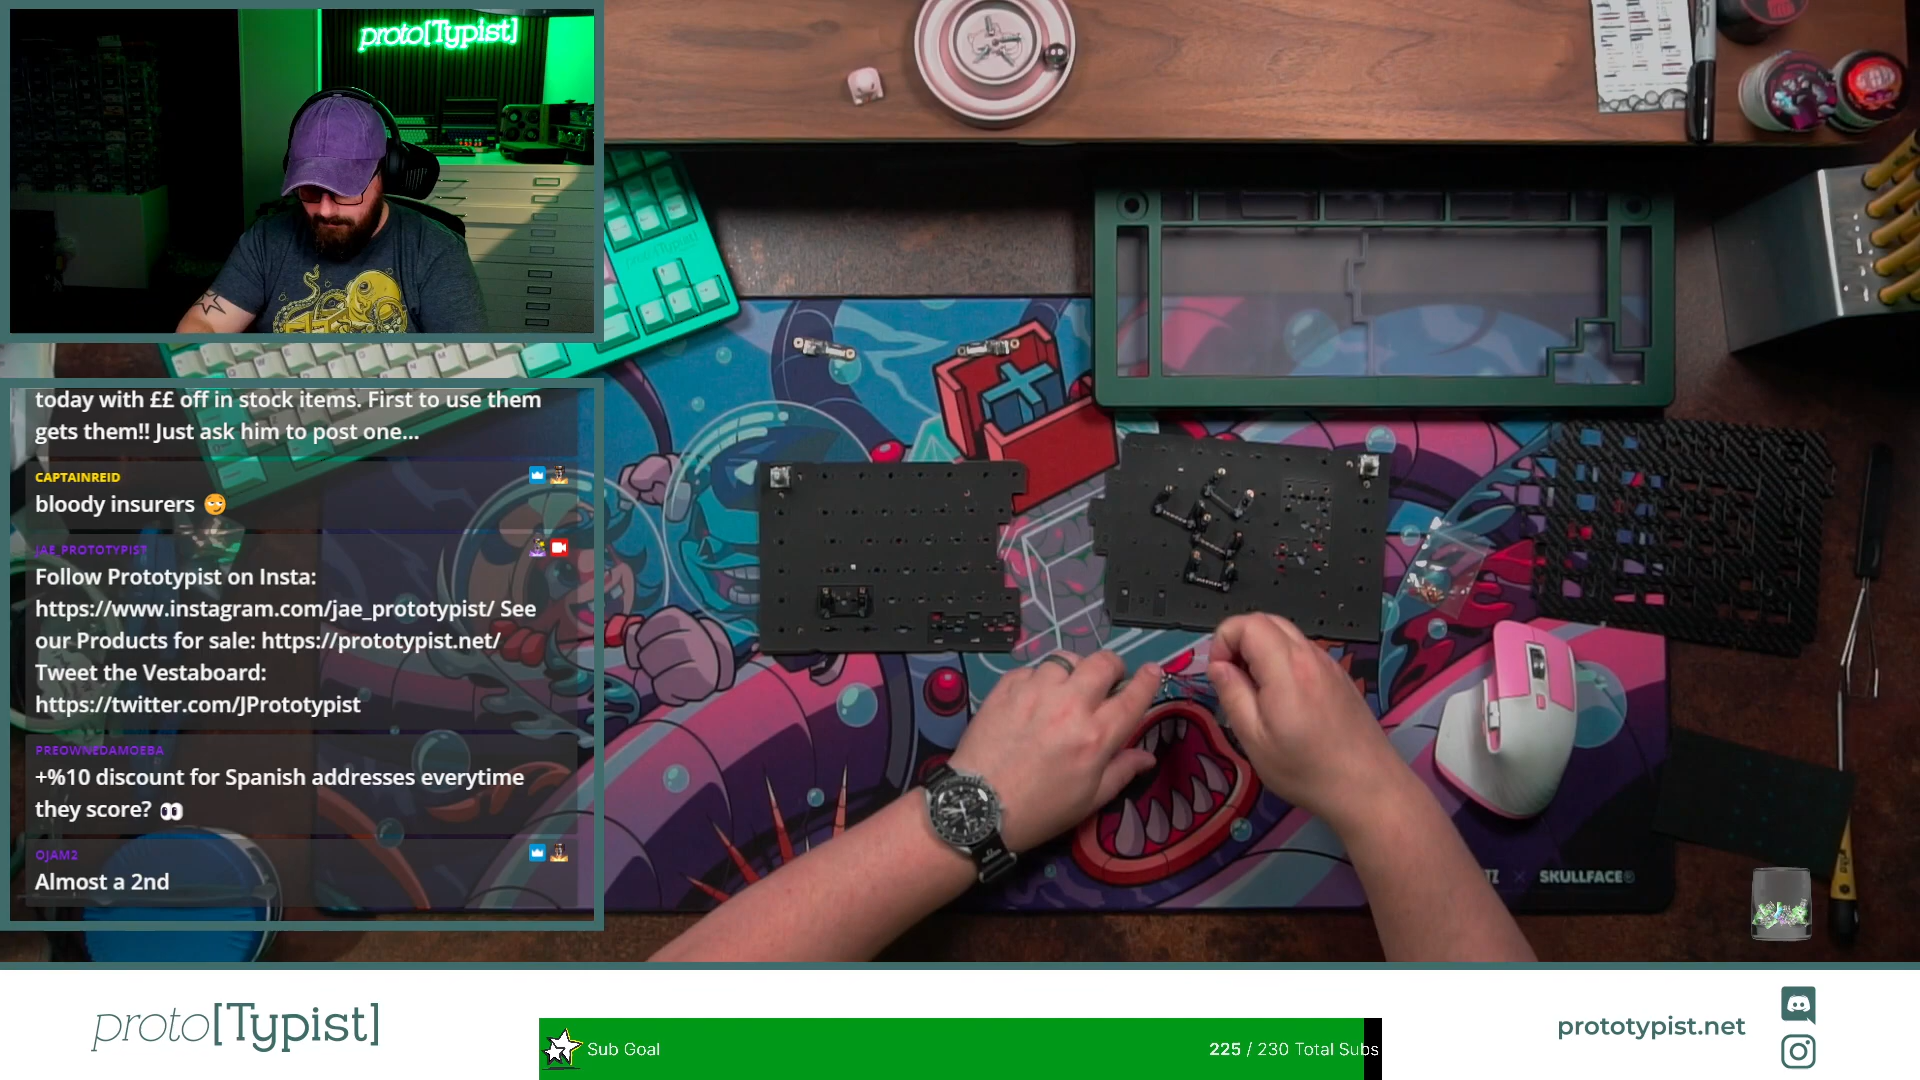 proto[Typist]
today with ££ off in stock items. First to use them
gets them!! Just ask him to post one...
CAPTAINREID
bloody insurers
JAE_PROTOTYPIST
Follow Prototypist on Insta:
https://www.instagram.com/jae_prototypist/ See
our Products for sale: https://prototypist.net/
Tweet the Vestaboard:
https://twitter.com/JPrototypist
PREOWNEDAMOEBA
+%10 discount for Spanish addresses everytime
they score?
OJAM2
Almost a 2nd
SKULLFACE®
proto[Typist]
Sub Goal
225 / 230 Total Subs
prototypist.net